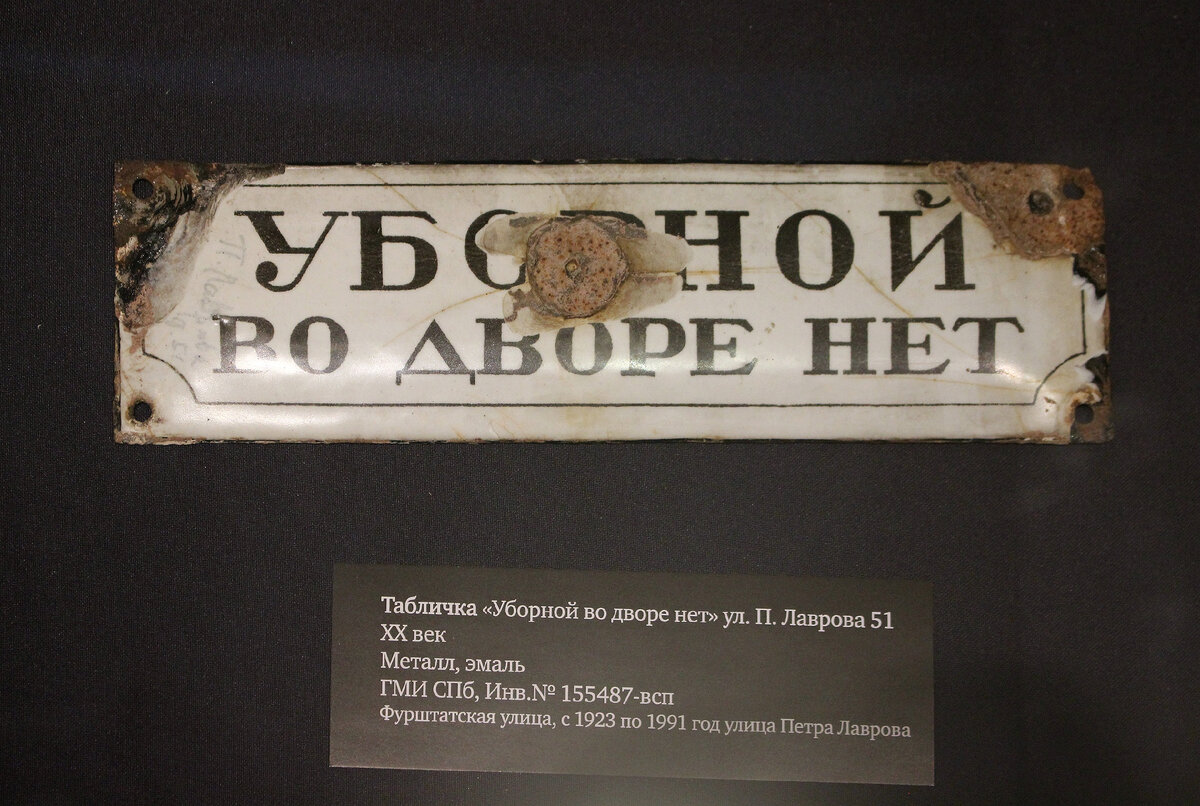 УБОРНОЙ
ВО ДВОРЕ НЕТ
Табличка «Уборной во дворе нет» ул. П. Лаврова 51
XX век
Металл, эмаль
ГМИ СПб, Инв.№ 155487-всп
Фурштатская улица, с 1923 по 1991 год улица Петра Лаврова